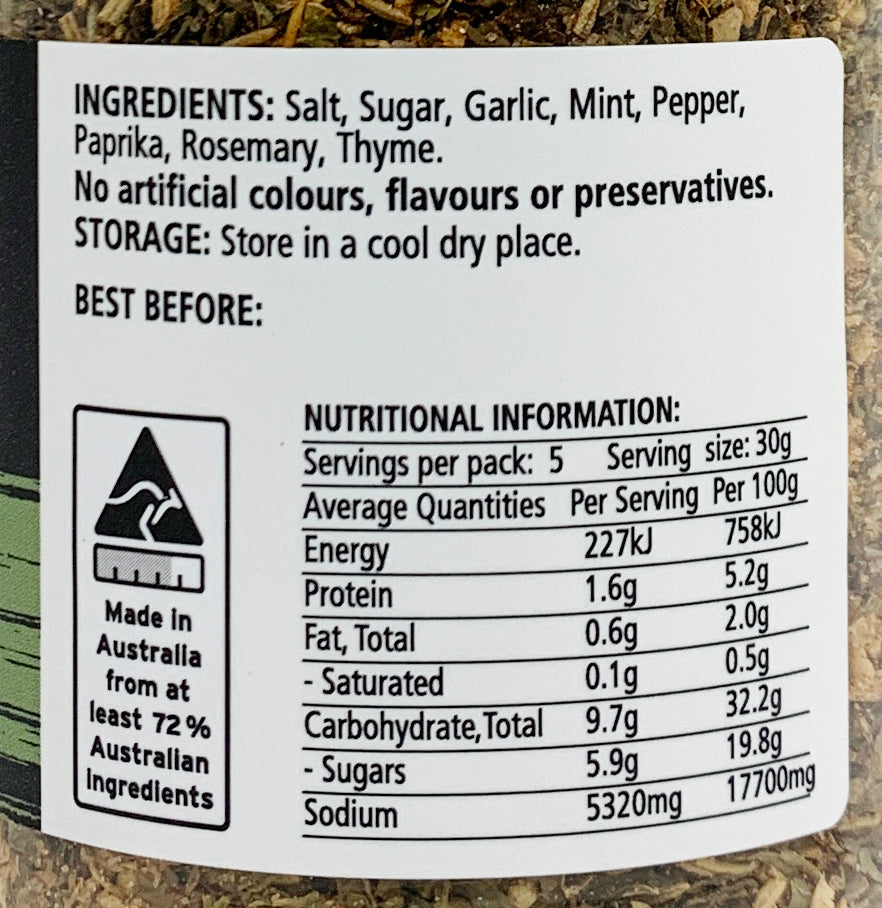 INGREDIENTS: Salt, Sugar, Garlic, Mint, Pepper,
Paprika, Rosemary, Thyme.
No artificial colours, flavours or preservatives.
STORAGE: Store in a cool dry place.
BEST BEFORE:
Made in
Australia
from at
least 72%
Australian
ingredients
NUTRITIONAL INFORMATION:
Servings per pack: 5 Serving size: 30g
Average Quantities Per Serving Per 100g
Energy 227kJ 758kJ
Protein 1.6g 5.2g
Fat, Total 0.6g 2.0g
- Saturated 0.1g 0.5g
Carbohydrate, Total 9.7g 32.2g
- Sugars 5.9g 19.8g
Sodium 5320mg 17700mg